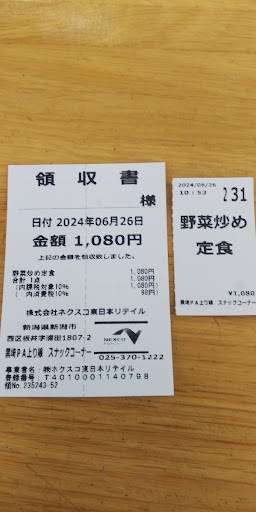 領収書
様
日付 2024年06月26日
金額 1,080円
上記の金額を領収致しました。
野菜炒め定食 1,080円
合計 1点 1,080円
(内税対象10% 1,080円)
( 内消費税10% 98円)
株式会社ネクスコ東日本リテイル
新潟県新潟市
西区板井字浦田1807-2
NEXCO
黒埼PA上り線 スナックコーナー
025-370-1222
事業者名:㈱ネクスコ東日本リテイル
登録番号:T4010001140798
領No.235243-52
2024/06/26
10:53
231
野菜炒め
定食
¥1,080
黒埼PA上り線 スナックコーナー